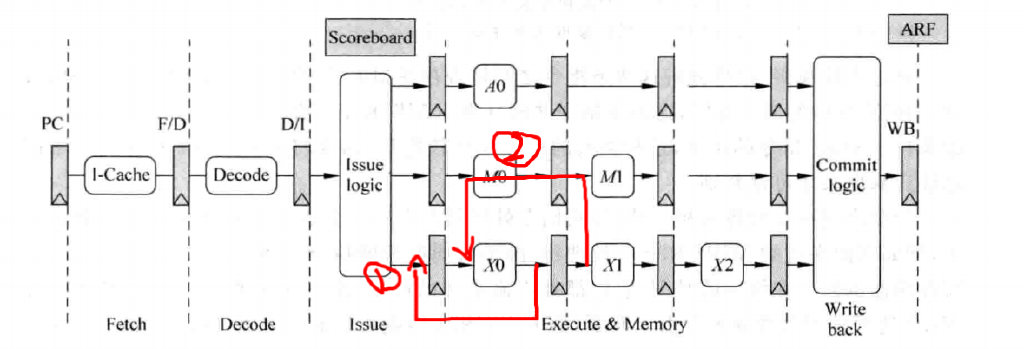 Scoreboard
ARF
PC
F/D
D/I
WB
I-Cache
Decode
Issue logic
A0
M0
M1
X0
X1
X2
Commit logic
①
②
Fetch
Decode
Issue
Execute & Memory
Write back